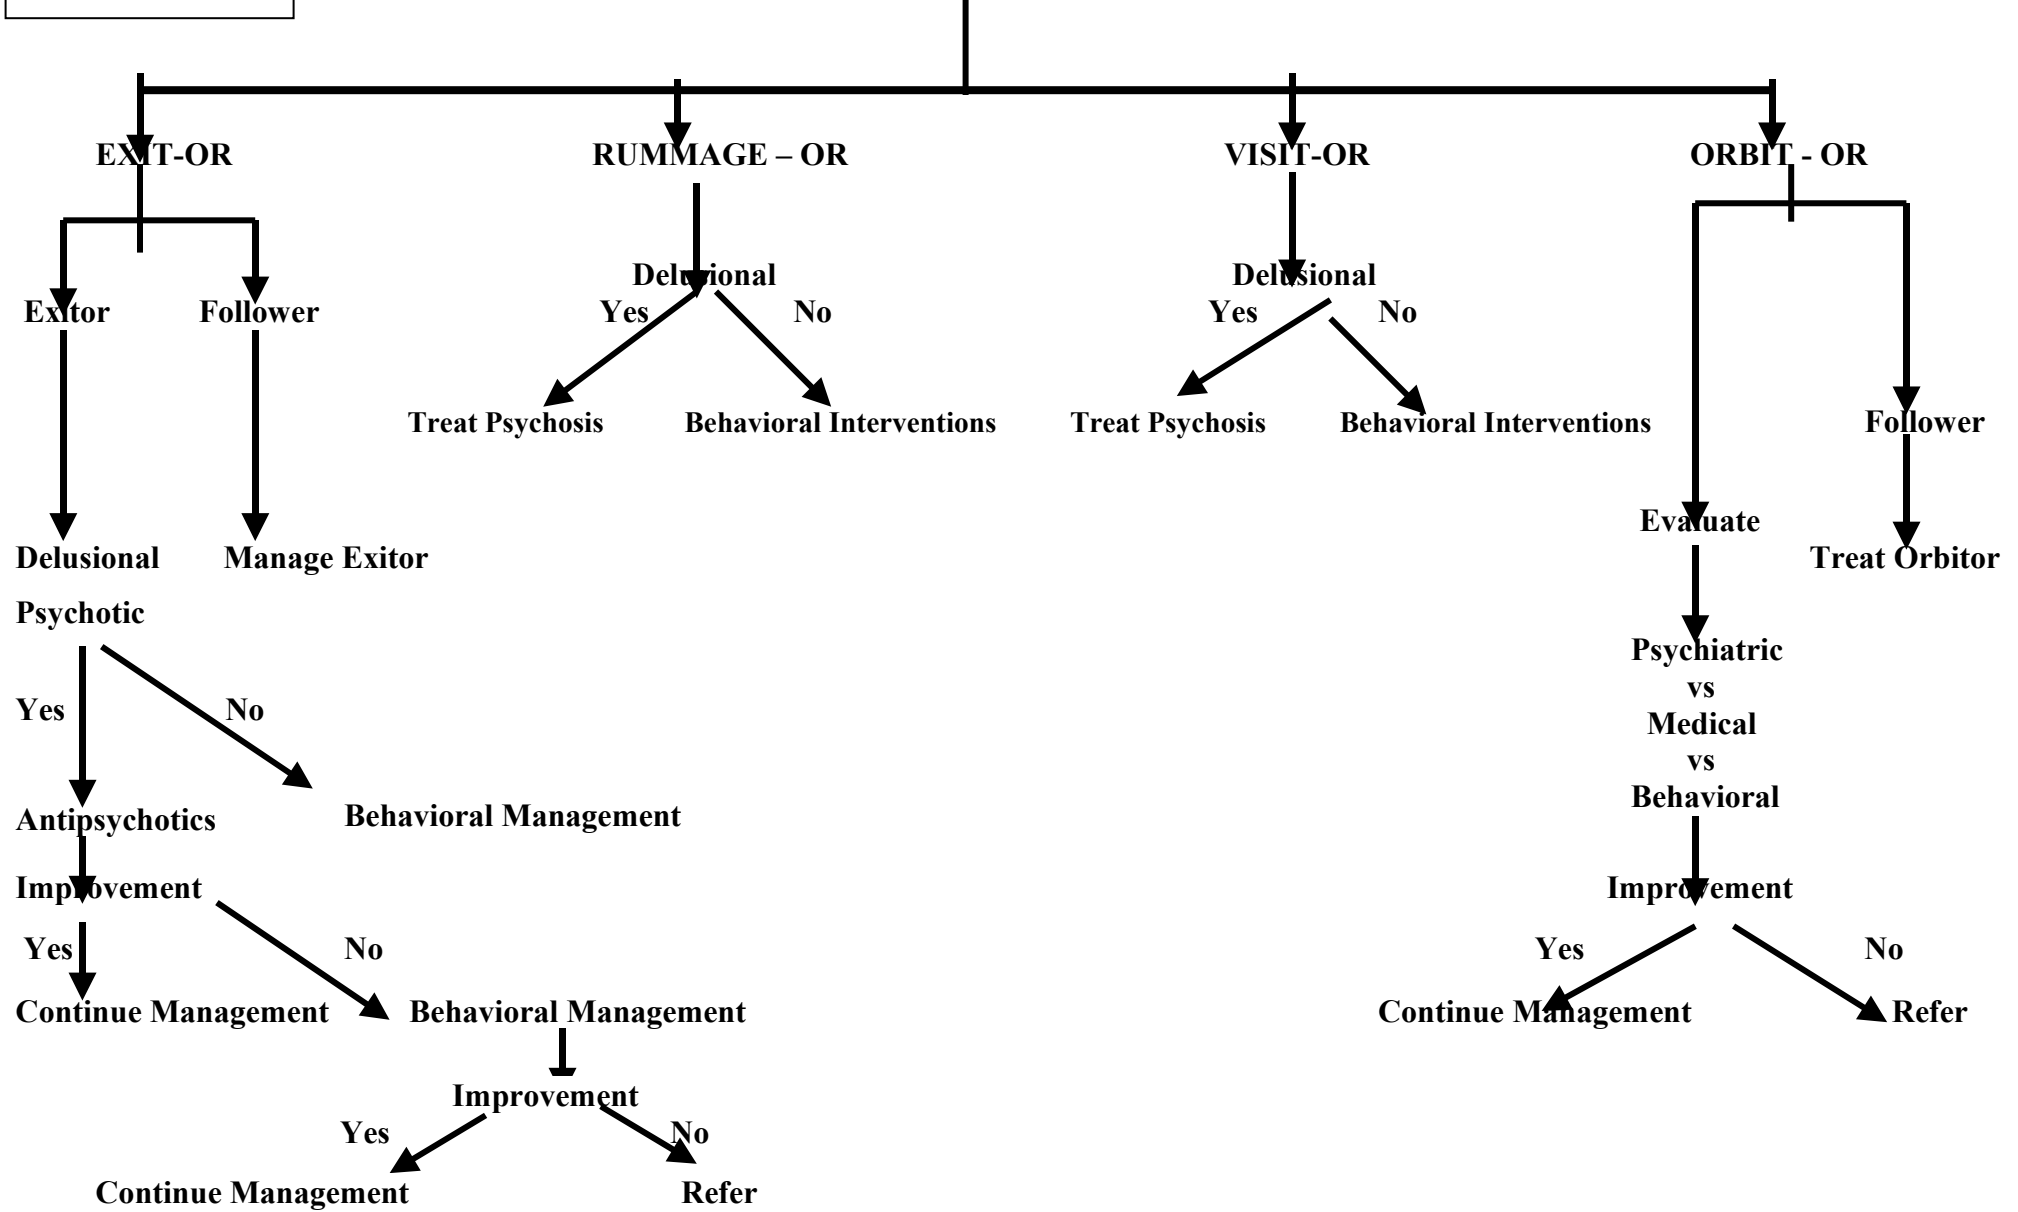 EXIT-OR RUMMAGE – OR VISIT-OR ORBIT - OR
Delusional Delusional
Exitor Follower Yes No Yes No
Treat Psychosis Behavioral Interventions Treat Psychosis Behavioral Interventions Follower
Evaluate
Delusional Manage Exitor Treat Orbitor
Psychotic
Psychiatric
vs
Yes No
Medical
vs
Behavioral
Antipsychotics Behavioral Management
Improvement Improvement
Yes No Yes No
Continue Management Behavioral Management Continue Management Refer
Improvement
Yes No
Continue Management Refer